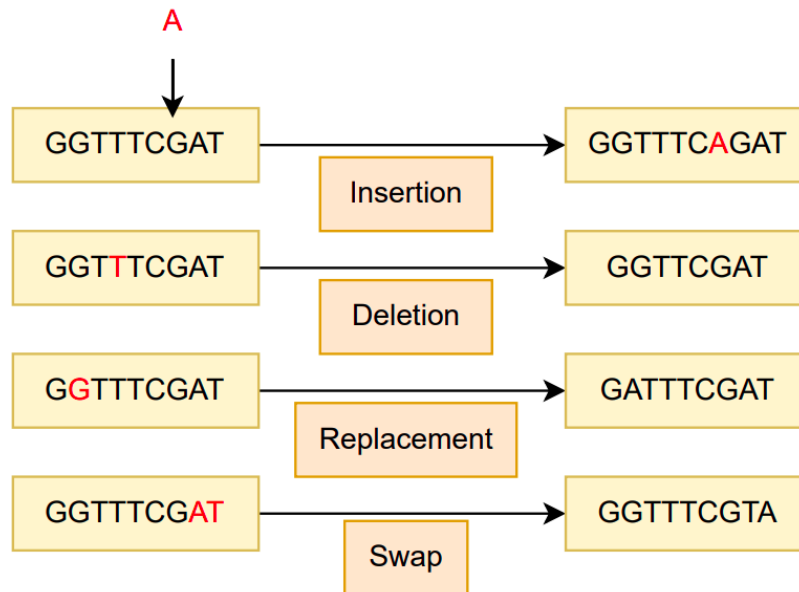 A
GGTTTCGAT
GGTTTCAGAT
Insertion
GGTTTCGAT
GGTTCGAT
Deletion
GGTTTCGAT
GATTTCGAT
Replacement
GGTTTCGAT
GGTTTCGTA
Swap